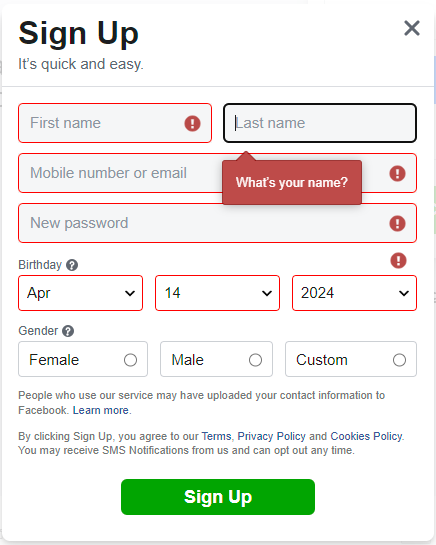 Sign Up
It's quick and easy.
First name
Last name
Mobile number or email
What's your name?
New password
Birthday ?
Apr 14 2024
Gender ?
Female Male Custom
People who use our service may have uploaded your contact information to
Facebook. Learn more.
By clicking Sign Up, you agree to our Terms, Privacy Policy and Cookies Policy.
You may receive SMS Notifications from us and can opt out any time.
Sign Up